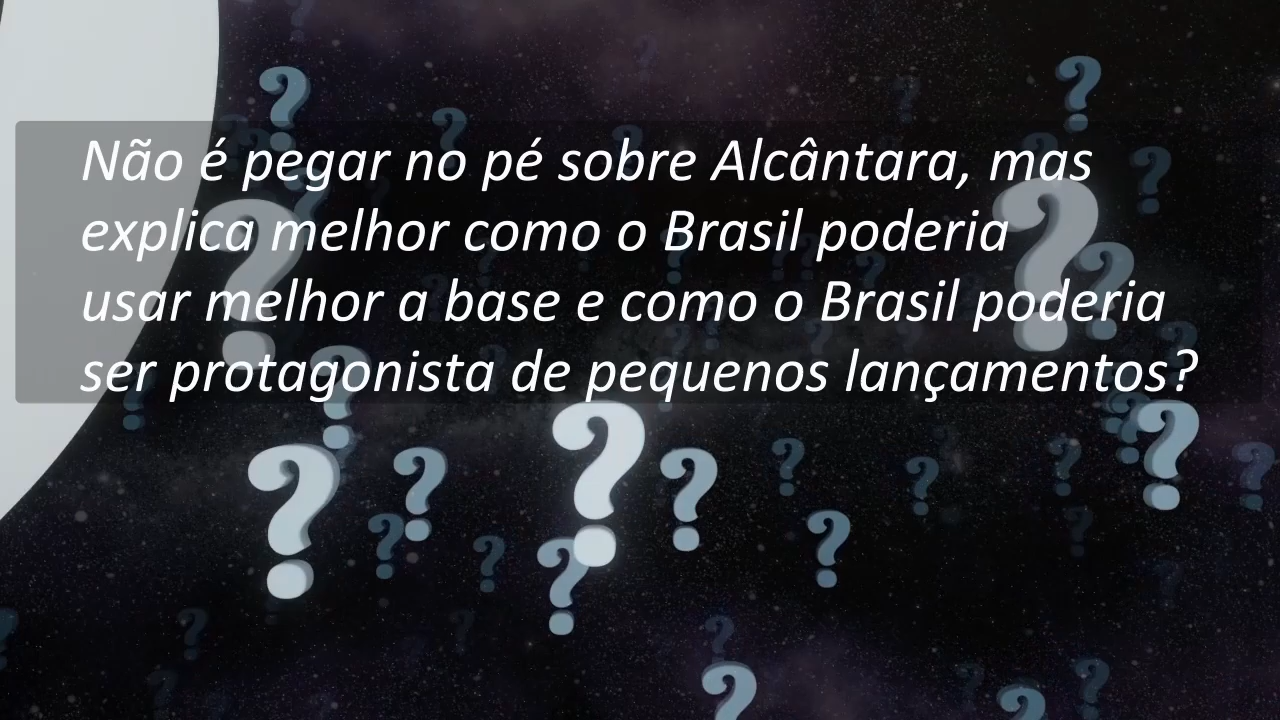 Não é pegar no pé sobre Alcântara, mas
explica melhor como o Brasil poderia
usar melhor a base e como o Brasil poderia
ser protagonista de pequenos lançamentos?